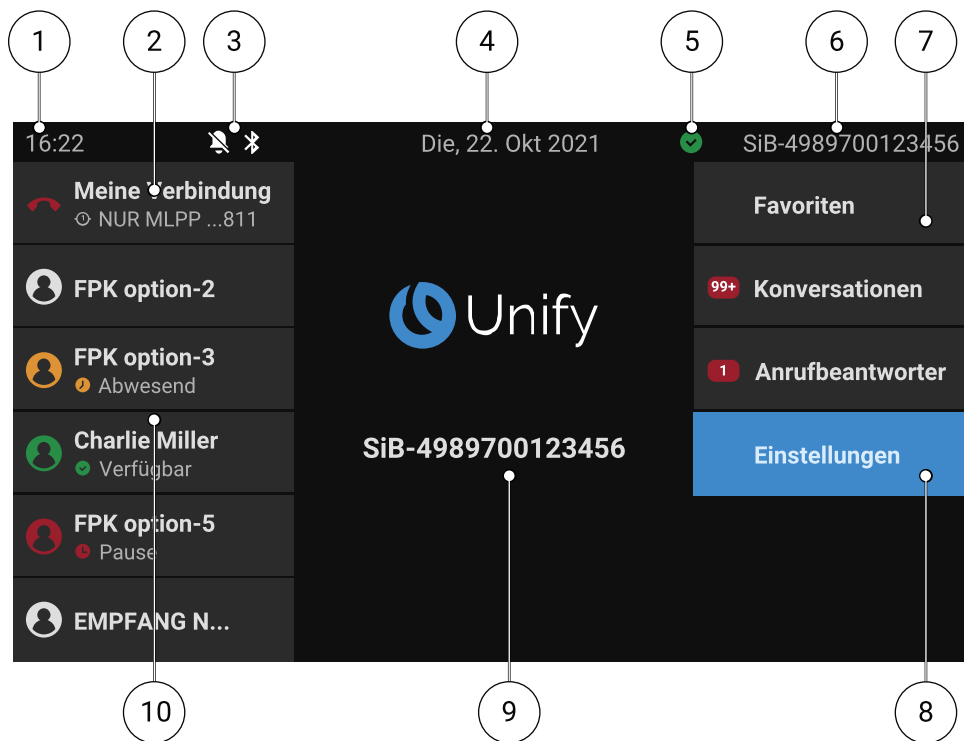 1 2 3 4 5 6 7
16:22 Die, 22. Okt 2021 SiB-4989700123456
Meine Verbindung
NUR MLPP ...811
FPK option-2
FPK option-3
Abwesend
Charlie Miller
Verfügbar
FPK option-5
Pause
EMPFANG N...
Unify
SiB-4989700123456
Favoriten
99+ Konversationen
1 Anrufbeantworter
Einstellungen
10 9 8